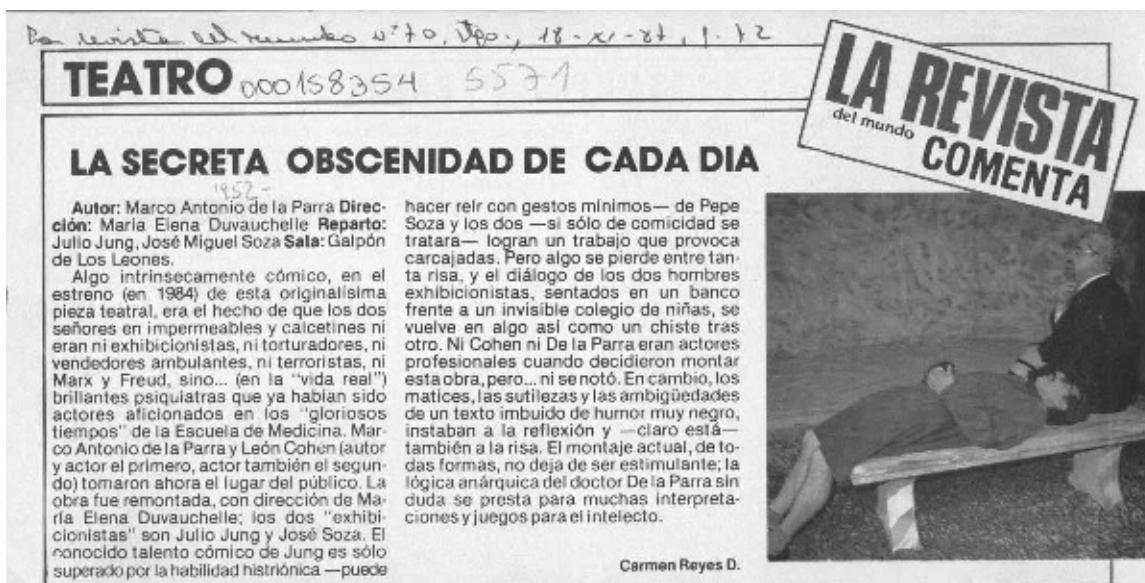 La revista del mundo nº 70, Stgo., 18-XI-87, p. 72
TEATRO 000158354 5571
LA REVISTA
del mundo
COMENTA
LA SECRETA OBSCENIDAD DE CADA DIA
1952-
Autor: Marco Antonio de la Parra Direc-
ción: María Elena Duvauchelle Reparto:
Julio Jung, José Miguel Soza Sala: Galpón
de Los Leones.
Algo intrínsecamente cómico, en el
estreno (en 1984) de esta originalísima
pieza teatral, era el hecho de que los dos
señores en impermeables y calcetines ni
eran ni exhibicionistas, ni torturadores, ni
vendedores ambulantes, ni terroristas, ni
Marx y Freud, sino... (en la "vida real")
brillantes psiquiatras que ya habían sido
actores aficionados en los "gloriosos
tiempos" de la Escuela de Medicina. Mar-
co Antonio de la Parra y León Cohen (autor
y actor el primero, actor también el segun-
do) tomaron ahora el lugar del público. La
obra fue remontada, con dirección de Ma-
ría Elena Duvauchelle; los dos "exhibi-
cionistas" son Julio Jung y José Soza. El
conocido talento cómico de Jung es sólo
superado por la habilidad histriónica —puede
hacer reír con gestos mínimos— de Pepe
Soza y los dos —si sólo de comicidad se
tratara— logran un trabajo que provoca
carcajadas. Pero algo se pierde entre tan-
ta risa, y el diálogo de los dos hombres
exhibicionistas, sentados en un banco
frente a un invisible colegio de niñas, se
vuelve en algo así como un chiste tras
otro. Ni Cohen ni De la Parra eran actores
profesionales cuando decidieron montar
esta obra, pero... ni se notó. En cambio, los
matices, las sutilezas y las ambigüedades
de un texto imbuido de humor muy negro,
instaban a la reflexión y —claro está—
también a la risa. El montaje actual, de to-
das formas, no deja de ser estimulante; la
lógica anárquica del doctor De la Parra sin
duda se presta para muchas interpreta-
ciones y juegos para el intelecto.
Carmen Reyes D.